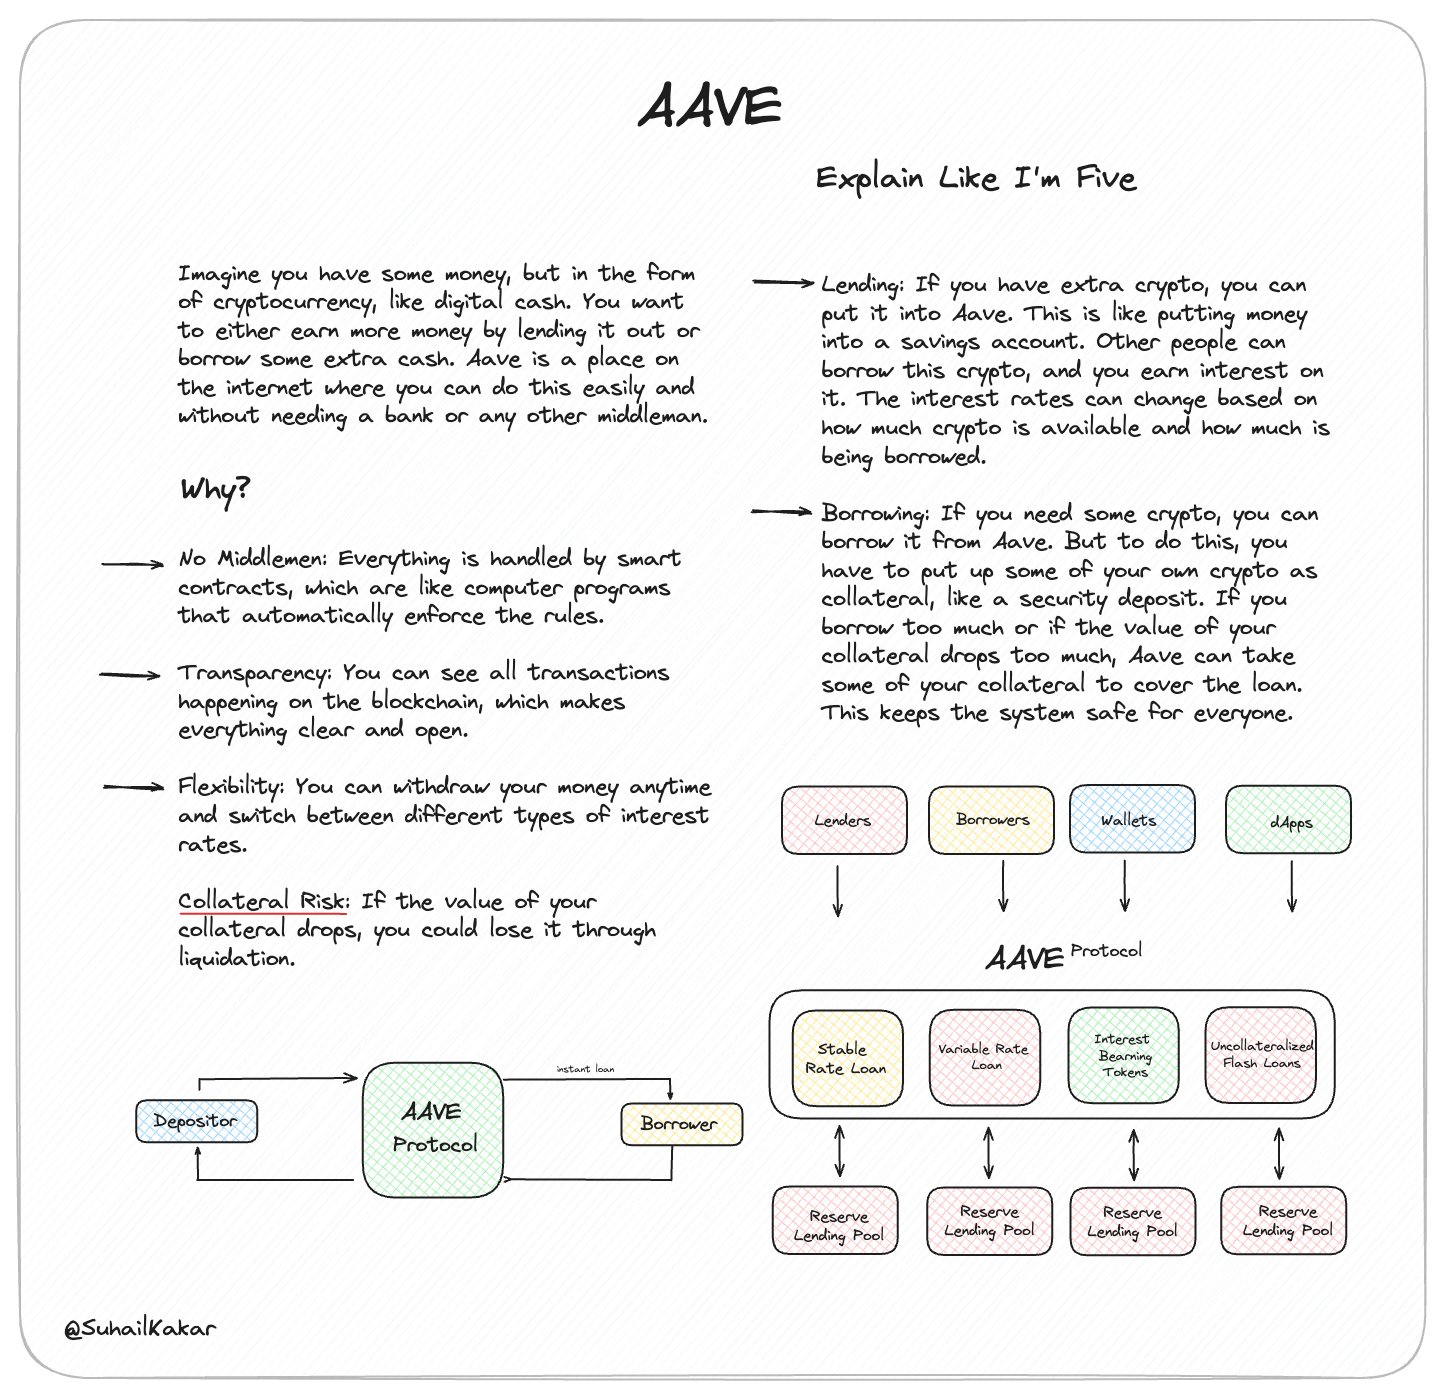 AAVE
Explain Like I'm Five
Imagine you have some money, but in the form
of cryptocurrency, like digital cash. You want
to either earn more money by lending it out or
borrow some extra cash. Aave is a place on
the internet where you can do this easily and
without needing a bank or any other middleman.
Why?
No Middlemen: Everything is handled by smart
contracts, which are like computer programs
that automatically enforce the rules.
Transparency: You can see all transactions
happening on the blockchain, which makes
everything clear and open.
Flexibility: You can withdraw your money anytime
and switch between different types of interest
rates.
Collateral Risk: If the value of your
collateral drops, you could lose it through
liquidation.
Lending: If you have extra crypto, you can
put it into Aave. This is like putting money
into a savings account. Other people can
borrow this crypto, and you earn interest on
it. The interest rates can change based on
how much crypto is available and how much is
being borrowed.
Borrowing: If you need some crypto, you can
borrow it from Aave. But to do this, you
have to put up some of your own crypto as
collateral, like a security deposit. If you
borrow too much or if the value of your
collateral drops too much, Aave can take
some of your collateral to cover the loan.
This keeps the system safe for everyone.
Depositor
AAVE
Protocol
instant loan
Borrower
Lenders
Borrowers
Wallets
dApps
AAVE Protocol
Stable
Rate Loan
Variable Rate
Loan
Interest
Bearning
Tokens
Uncollateralized
Flash Loans
Reserve
Lending Pool
Reserve
Lending Pool
Reserve
Lending Pool
Reserve
Lending Pool
@SuhailKakar